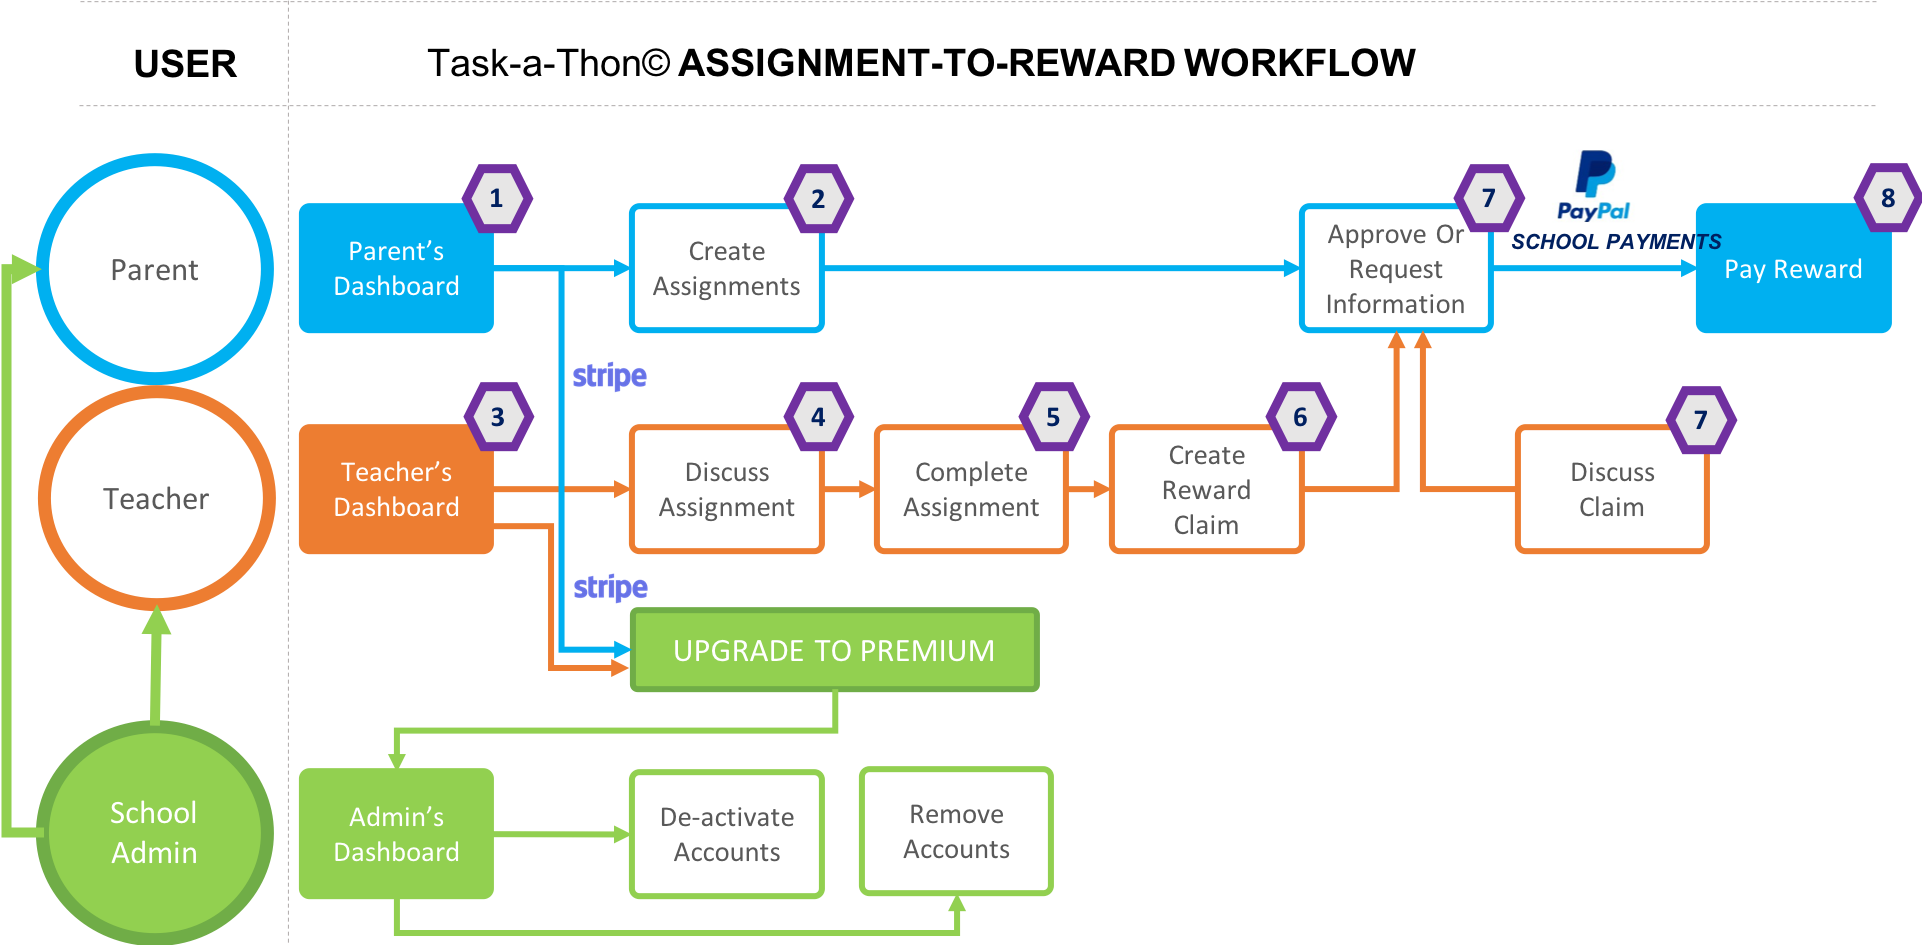 USER
Task-a-Thon© ASSIGNMENT-TO-REWARD WORKFLOW
Parent
1
Parent's
Dashboard
2
Create
Assignments
7
Approve Or
Request
Information
PayPal
SCHOOL PAYMENTS
8
Pay Reward
stripe
Teacher
3
Teacher's
Dashboard
4
Discuss
Assignment
5
Complete
Assignment
6
Create
Reward
Claim
7
Discuss
Claim
stripe
UPGRADE TO PREMIUM
School
Admin
Admin's
Dashboard
De-activate
Accounts
Remove
Accounts